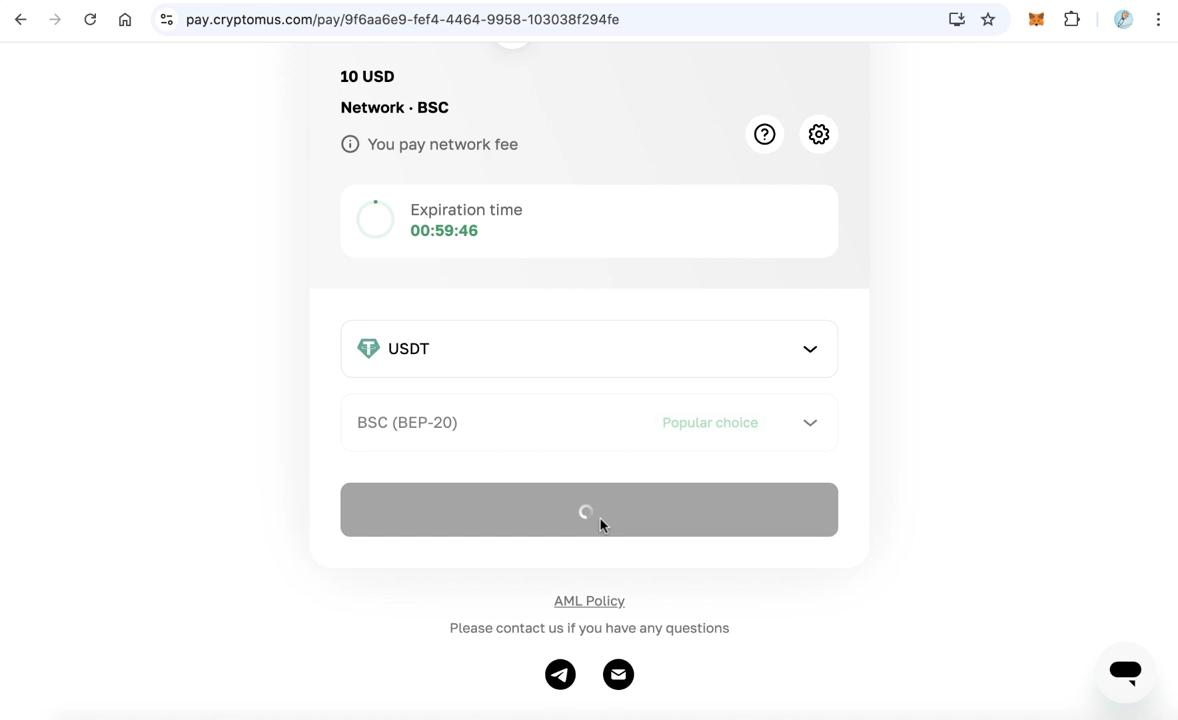 pay.cryptomus.com/pay/9f6aa6e9-fef4-4464-9958-103038f294fe
10 USD
Network · BSC
You pay network fee
Expiration time
00:59:46
USDT
BSC (BEP-20) Popular choice
AML Policy
Please contact us if you have any questions